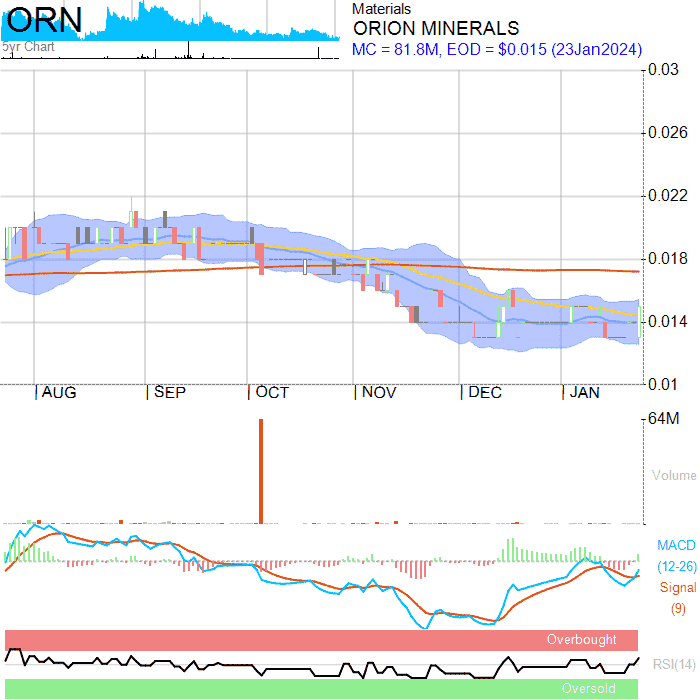 ORN
5yr Chart
Materials
ORION MINERALS
MC = 81.8M, EOD = $0.015 (23Jan2024)
0.03
0.026
0.022
0.018
0.014
0.01
AUG SEP OCT NOV DEC JAN
64M
Volume
MACD
(12-26)
Signal
(9)
Overbought
RSI(14)
Oversold